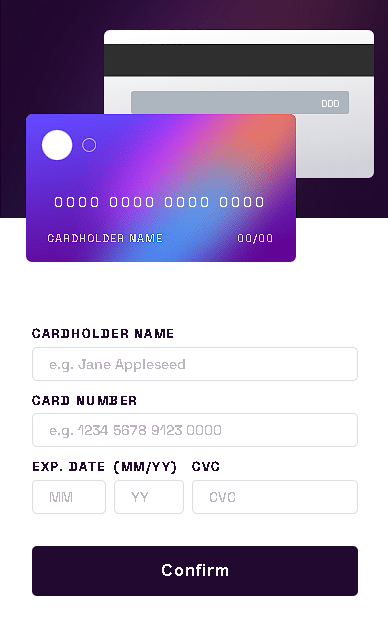 000
0000 0000 0000 0000
CARDHOLDER NAME 00/00
CARDHOLDER NAME
e.g. Jane Appleseed
CARD NUMBER
e.g. 1234 5678 9123 0000
EXP. DATE (MM/YY) CVC
MM YY CVC
Confirm